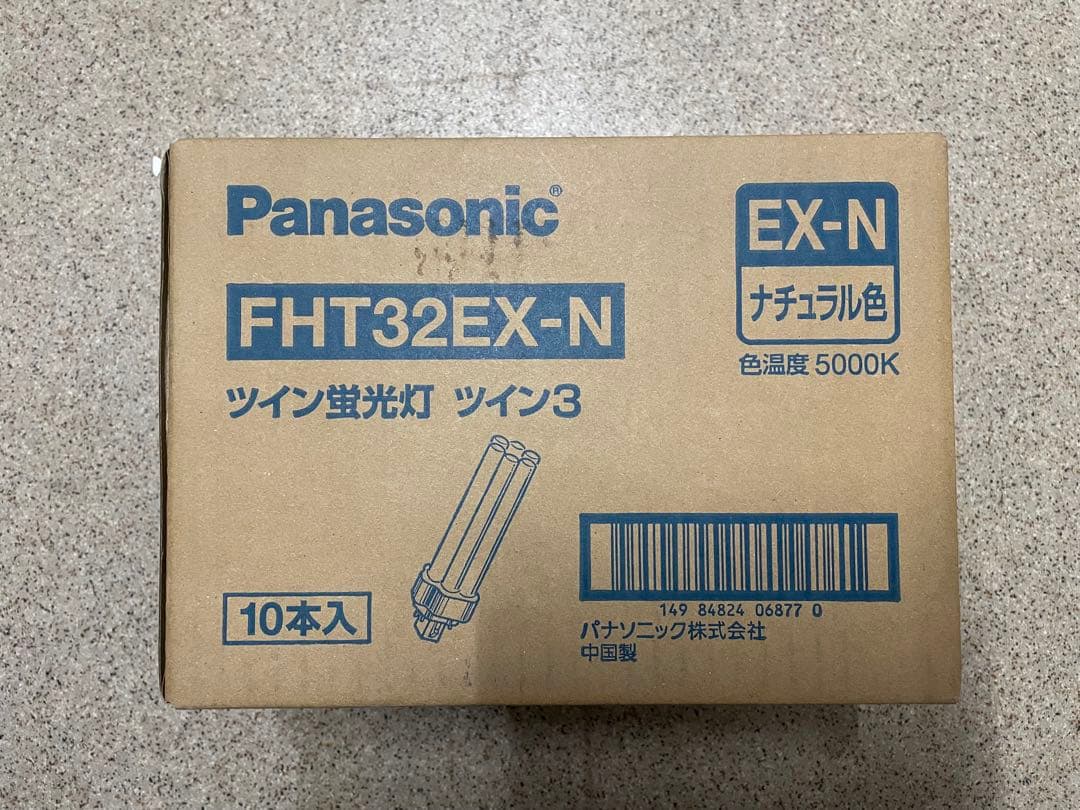 Panasonic®
EX-N
FHT32EX-N
ナチュラル色
色温度 5000K
ツイン蛍光灯 ツイン3
10本入
149 84824 06877 0
パナソニック株式会社
中国製